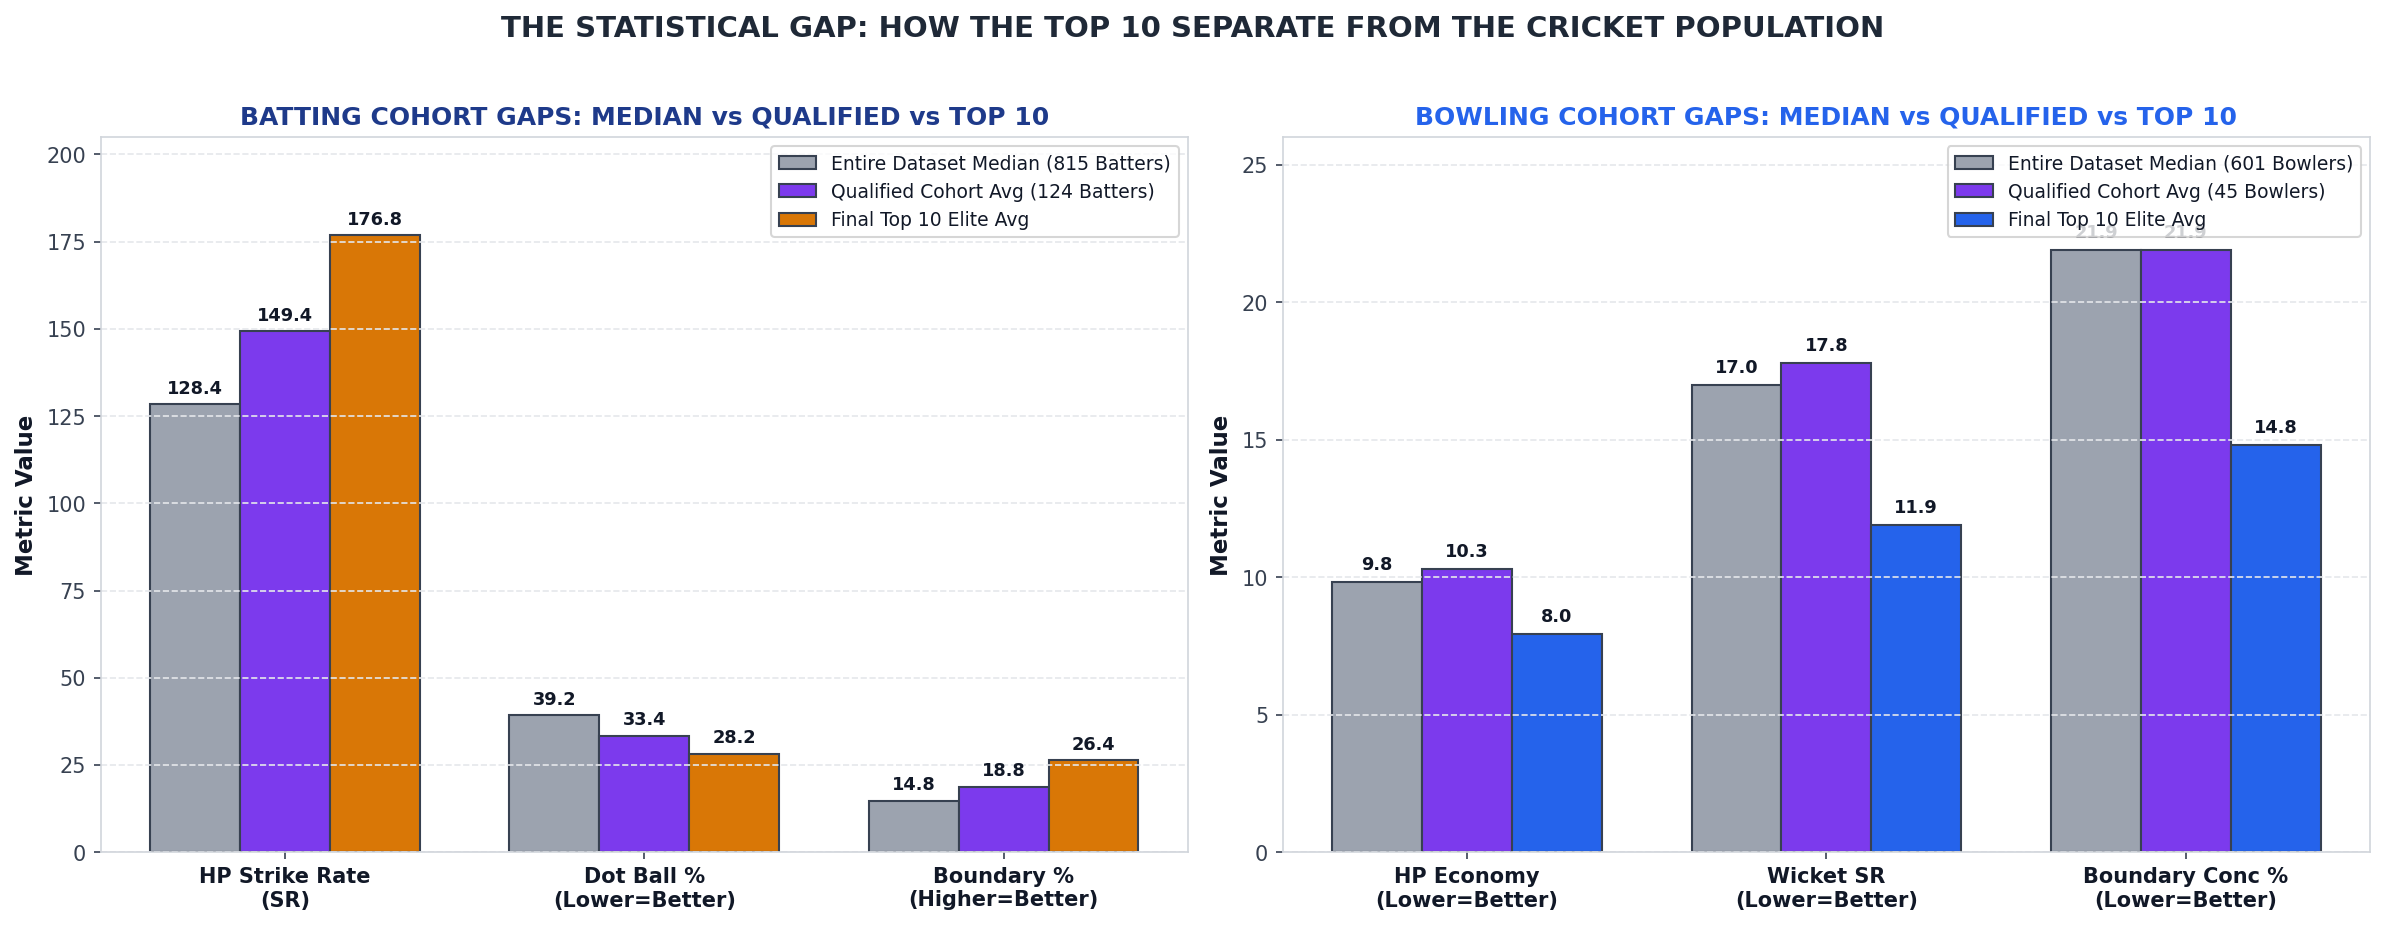 THE STATISTICAL GAP: HOW THE TOP 10 SEPARATE FROM THE CRICKET POPULATION
BATTING COHORT GAPS: MEDIAN vs QUALIFIED vs TOP 10
Metric Value
200
175
150
125
100
75
50
25
0
Entire Dataset Median (815 Batters)
Qualified Cohort Avg (124 Batters)
Final Top 10 Elite Avg
128.4
149.4
176.8
39.2
33.4
28.2
14.8
18.8
26.4
HP Strike Rate
(SR)
Dot Ball %
(Lower=Better)
Boundary %
(Higher=Better)
BOWLING COHORT GAPS: MEDIAN vs QUALIFIED vs TOP 10
Metric Value
25
20
15
10
5
0
Entire Dataset Median (601 Bowlers)
Qualified Cohort Avg (45 Bowlers)
Final Top 10 Elite Avg
9.8
10.3
8.0
17.0
17.8
11.9
21.9
21.9
14.8
HP Economy
(Lower=Better)
Wicket SR
(Lower=Better)
Boundary Conc %
(Lower=Better)